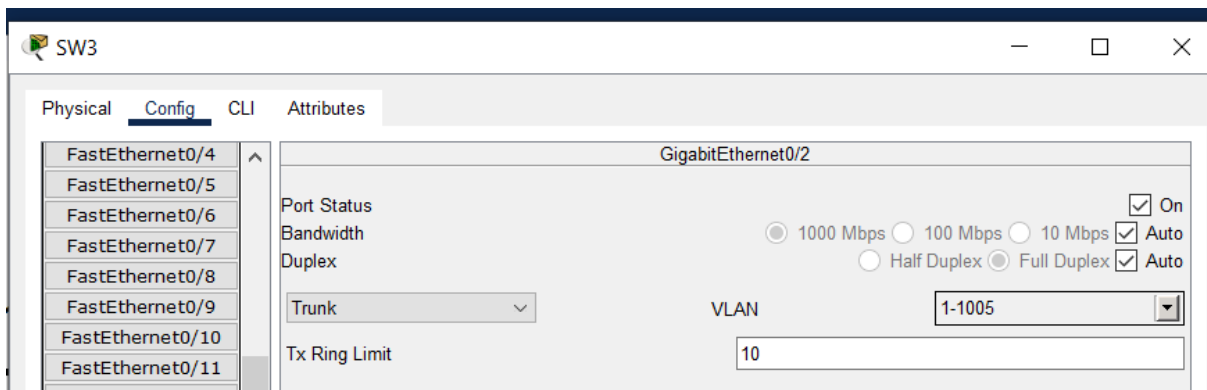 SW3
Physical Config CLI Attributes
FastEthernet0/4
FastEthernet0/5
FastEthernet0/6
FastEthernet0/7
FastEthernet0/8
FastEthernet0/9
FastEthernet0/10
FastEthernet0/11
GigabitEthernet0/2
Port Status On
Bandwidth 1000 Mbps 100 Mbps 10 Mbps Auto
Duplex Half Duplex Full Duplex Auto
Trunk VLAN 1-1005
Tx Ring Limit 10